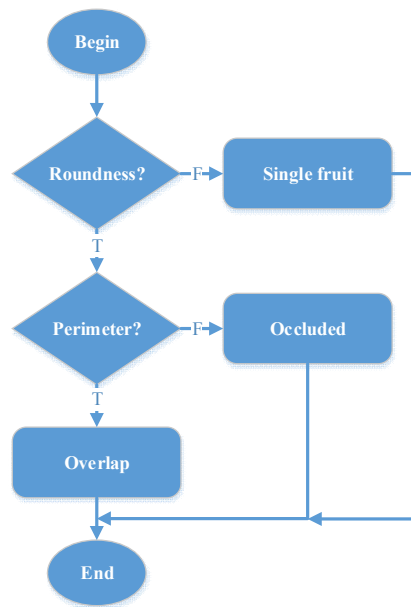 Begin
Roundness?
F
Single fruit
T
Perimeter?
F
Occluded
T
Overlap
End